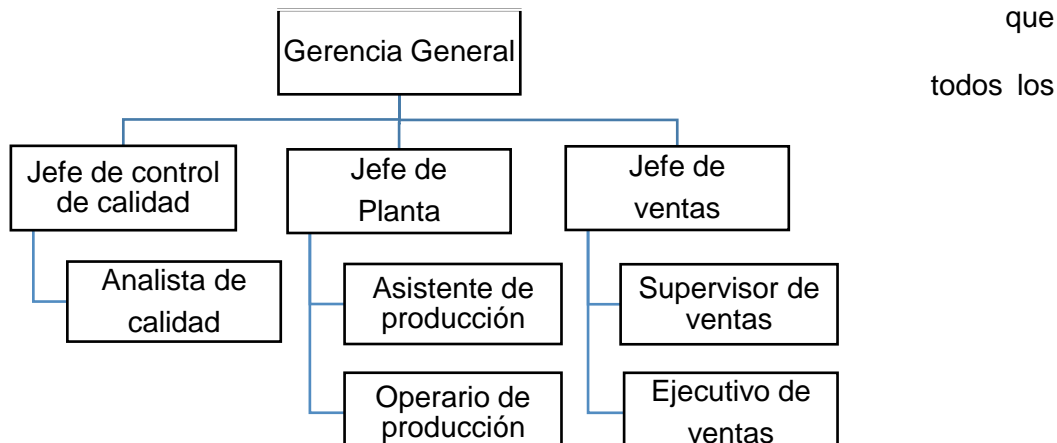 que
Gerencia General
todos los
Jefe de control
de calidad
Jefe de
Planta
Jefe de
ventas
Analista de
calidad
Asistente de
producción
Supervisor de
ventas
Operario de
producción
Ejecutivo de
ventas